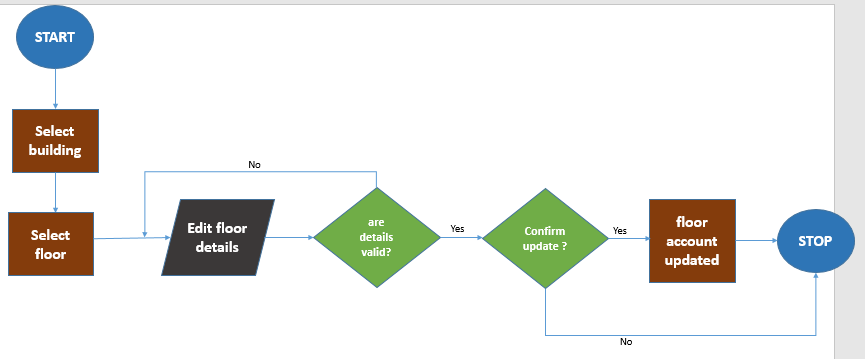 START
Select
building
Select
floor
No
Edit floor
details
are
details
valid?
Yes
Confirm
update ?
Yes
floor
account
updated
STOP
No